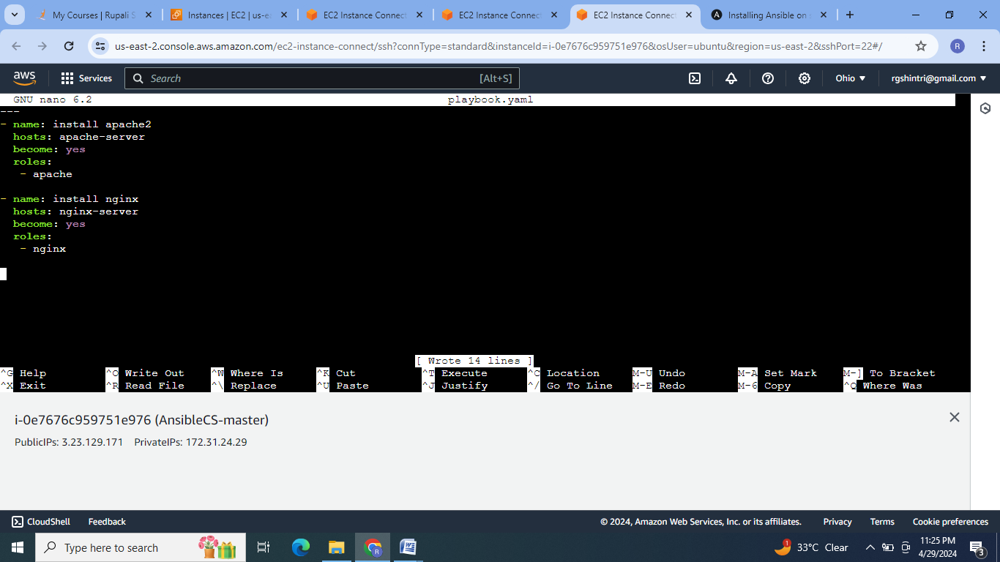 My Courses | Rupali S
Instances | EC2 | us-ea
EC2 Instance Connect
EC2 Instance Connect
EC2 Instance Connect
Installing Ansible on s
us-east-2.console.aws.amazon.com/ec2-instance-connect/ssh?connType=standard&instanceId=i-0e7676c959751e976&osUser=ubuntu&region=us-east-2&sshPort=22#/
R
aws
Services
Search
[Alt+S]
Ohio
rgshintri@gmail.com
GNU nano 6.2 playbook.yaml
---
- name: install apache2
hosts: apache-server
become: yes
roles:
- apache
- name: install nginx
hosts: nginx-server
become: yes
roles:
- nginx
[ Wrote 14 lines ]
^G Help ^O Write Out ^W Where Is ^K Cut ^T Execute ^C Location M-U Undo M-A Set Mark M-] To Bracket
^X Exit ^R Read File ^\ Replace ^U Paste ^J Justify ^/ Go To Line M-E Redo M-6 Copy ^Q Where Was
i-0e7676c959751e976 (AnsibleCS-master)
PublicIPs: 3.23.129.171 PrivateIPs: 172.31.24.29
CloudShell Feedback © 2024, Amazon Web Services, Inc. or its affiliates. Privacy Terms Cookie preferences
Type here to search
1
33°C Clear
11:25 PM
4/29/2024
3